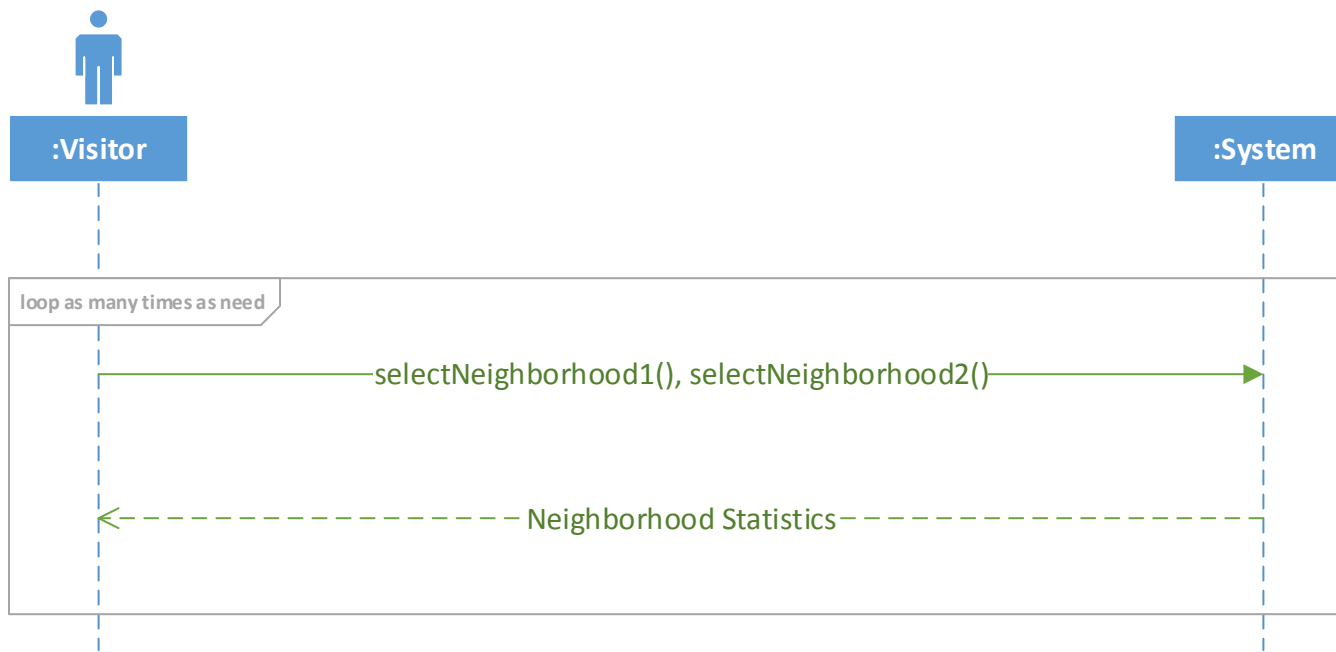 :Visitor
:System
loop as many times as need
selectNeighborhood1(), selectNeighborhood2()
Neighborhood Statistics